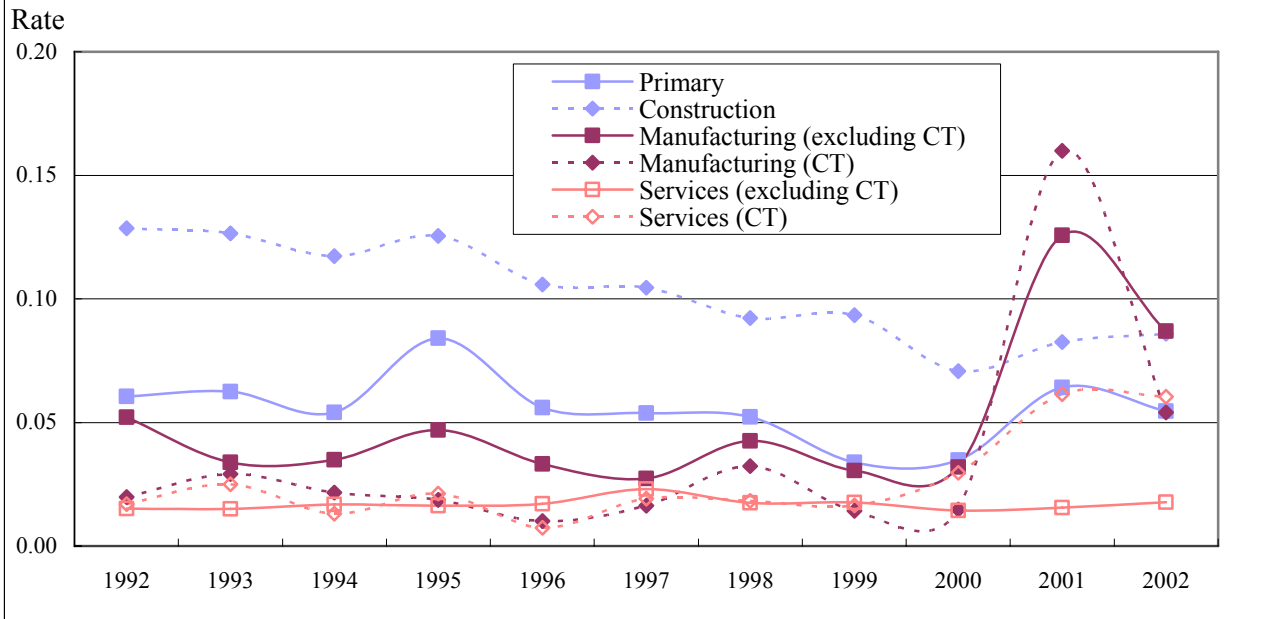 Rate
0.20
Primary
Construction
Manufacturing (excluding CT)
0.15
Manufacturing (CT)
Services (excluding CT)
Services (CT)
0.10
0.05
0.00
1992 1993 1994 1995 1996 1997 1998 1999 2000 2001 2002